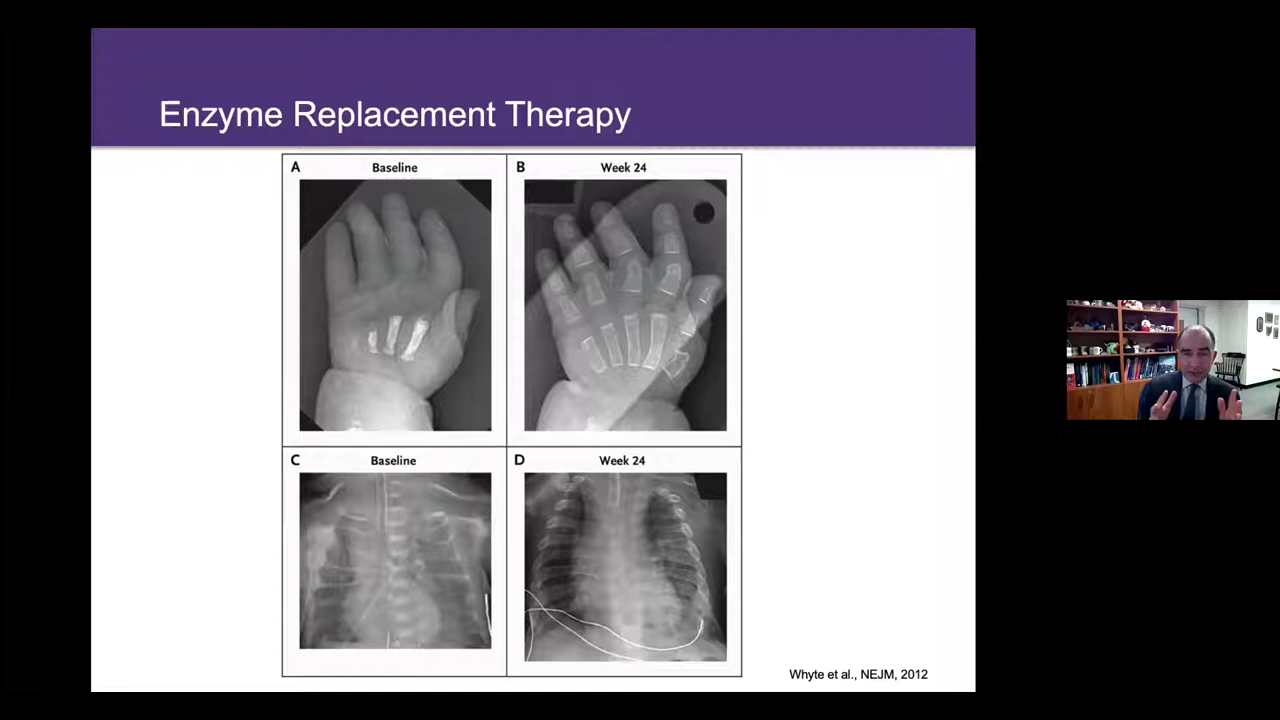 Enzyme Replacement Therapy
A Baseline
B Week 24
C Baseline
D Week 24
Whyte et al., NEJM, 2012